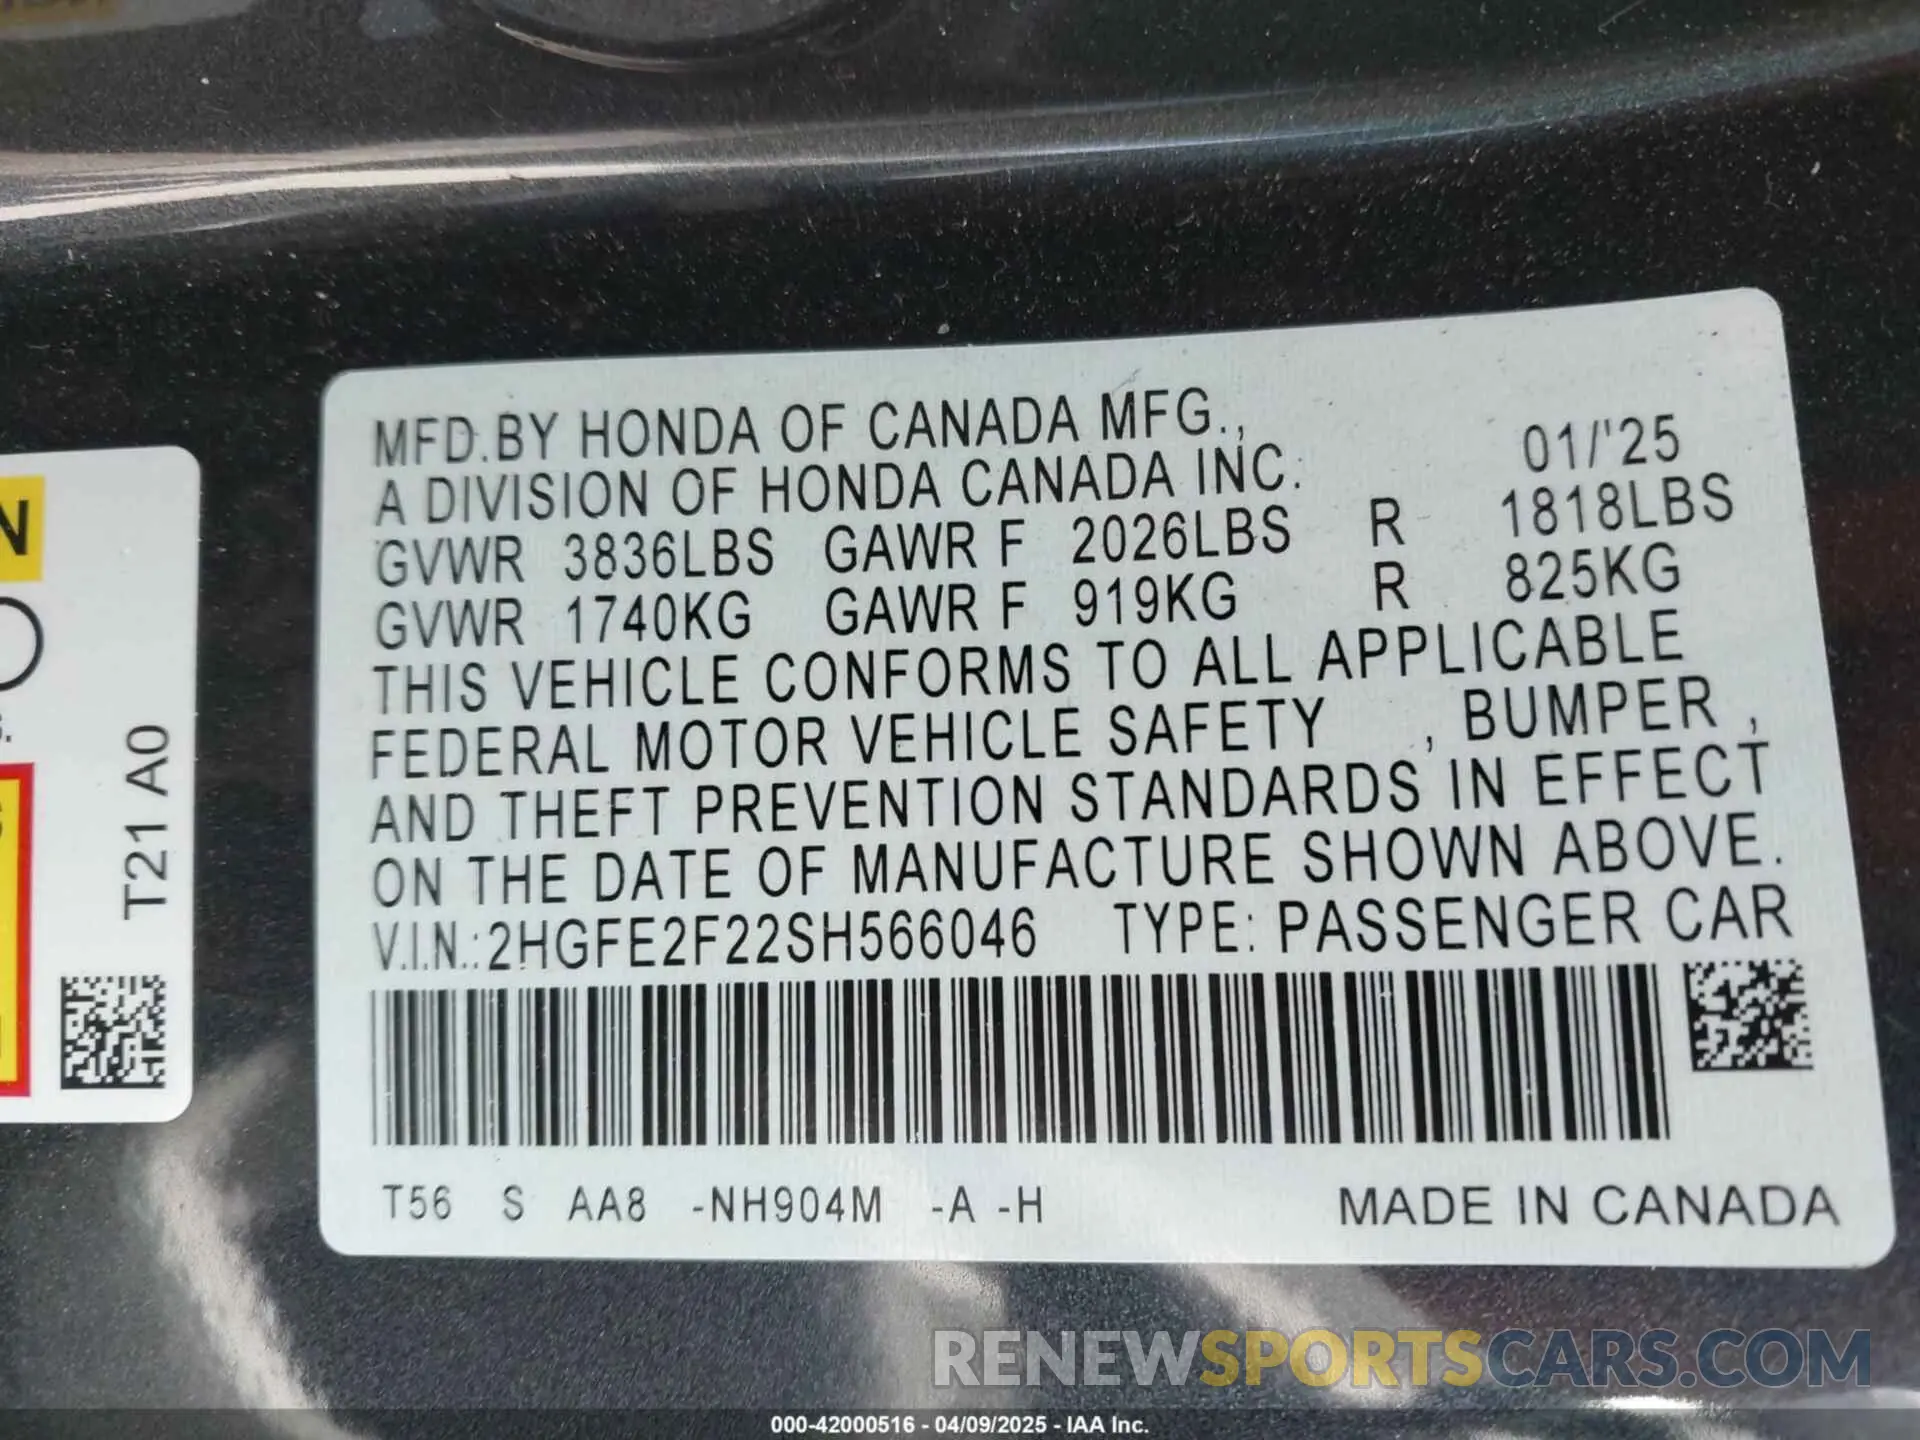 MFD. BY HONDA OF CANADA MFG.,
A DIVISION OF HONDA CANADA INC. 01/'25
GVWR 3836LBS GAWR F 2026LBS R 1818LBS
GVWR 1740KG GAWR F 919KG R 825KG
THIS VEHICLE CONFORMS TO ALL APPLICABLE
FEDERAL MOTOR VEHICLE SAFETY , BUMPER ,
AND THEFT PREVENTION STANDARDS IN EFFECT
ON THE DATE OF MANUFACTURE SHOWN ABOVE.
V.I.N.: 2HGFE2F22SH566046 TYPE: PASSENGER CAR
T56 S AA8 -NH904M -A -H MADE IN CANADA
T21 A0
N
RENEWSPORTSCARS.COM
000-42000516 - 04/09/2025 - IAA Inc.